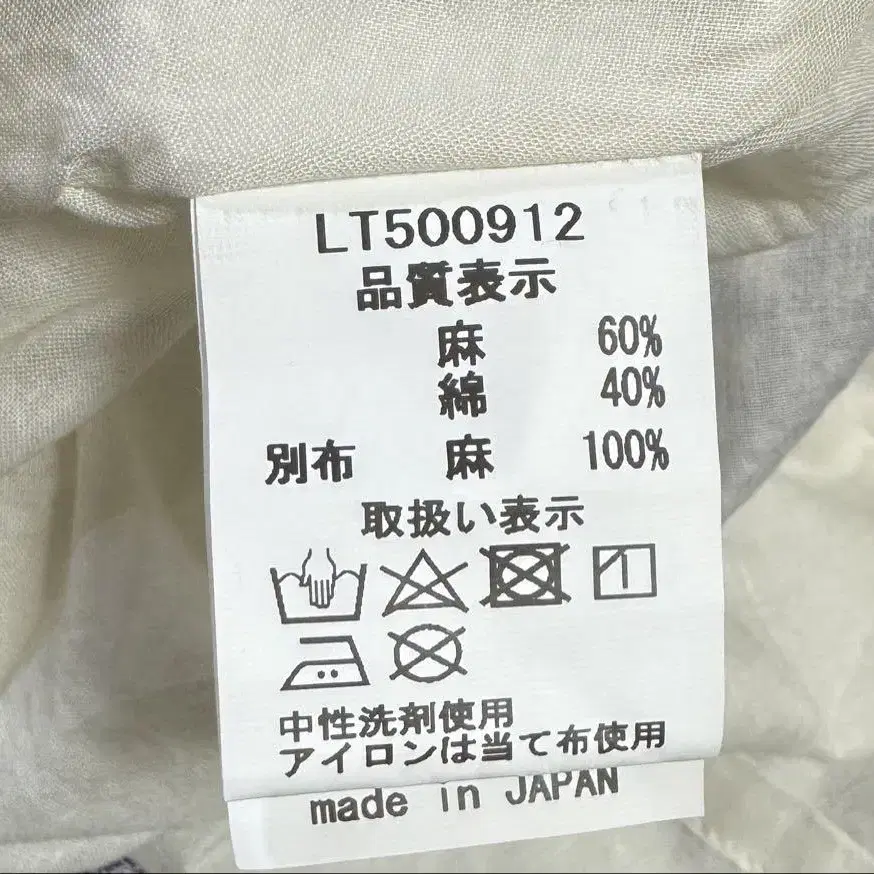 LT500912
品質表示
麻 60%
綿 40%
別布 麻 100%
取扱い表示
中性洗剤使用
アイロンは当て布使用
made in JAPAN